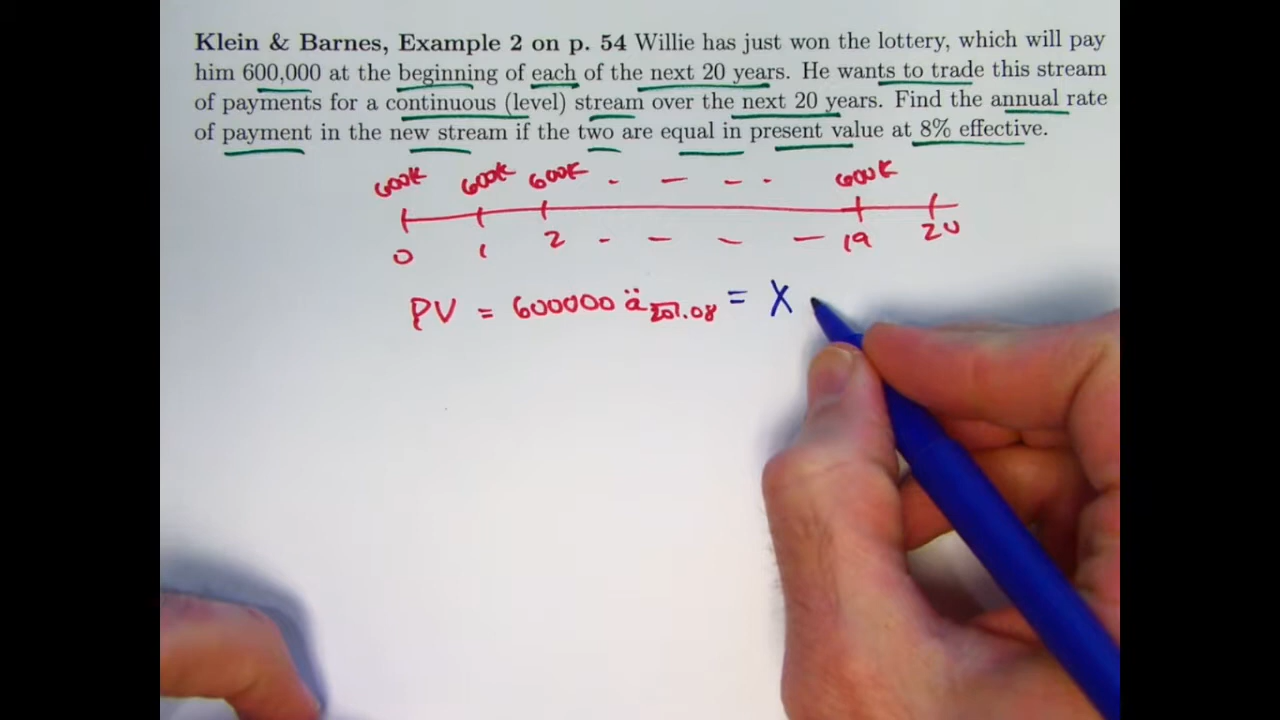 Klein & Barnes, Example 2 on p. 54 Willie has just won the lottery, which will pay
him 600,000 at the beginning of each of the next 20 years. He wants to trade this stream
of payments for a continuous (level) stream over the next 20 years. Find the annual rate
of payment in the new stream if the two are equal in present value at 8% effective.
600K 600K 600K - - - - 600K
0 1 2 - - - - 19 20
PV = 600000 ä 20⌉.08 = X